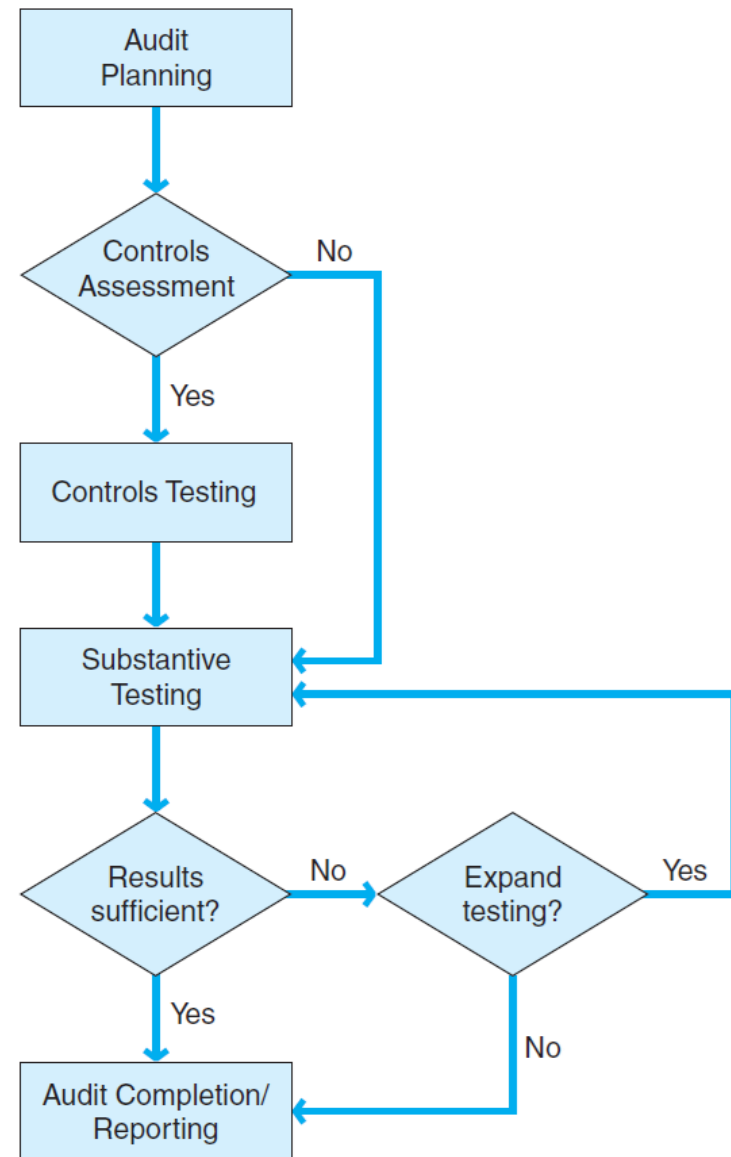 Audit
Planning
Controls
Assessment
No
Yes
Controls Testing
Substantive
Testing
Results
sufficient?
No
Expand
testing?
Yes
Yes
No
Audit Completion/
Reporting